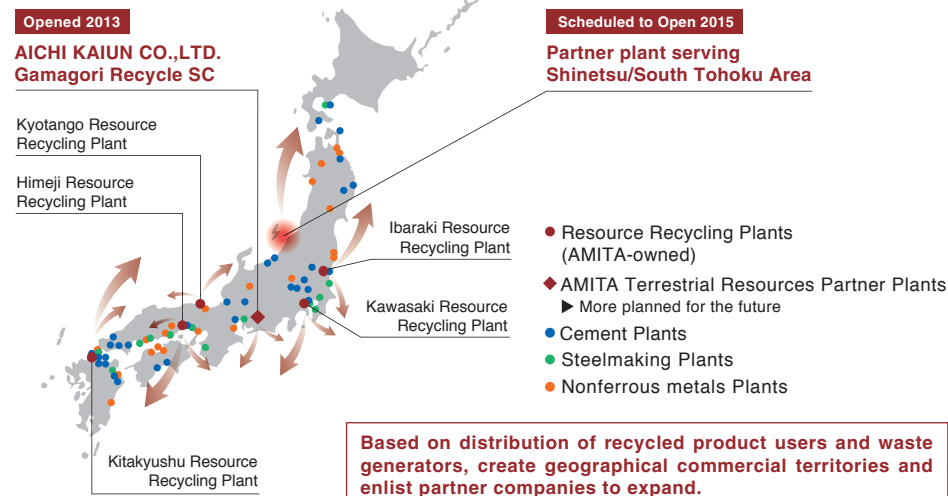 Opened 2013
AICHI KAIUN CO.,LTD.
Gamagori Recycle SC
Scheduled to Open 2015
Partner plant serving
Shinetsu/South Tohoku Area
Kyotango Resource
Recycling Plant
Himeji Resource
Recycling Plant
Ibaraki Resource
Recycling Plant
Kawasaki Resource
Recycling Plant
Kitakyushu Resource
Recycling Plant
Resource Recycling Plants
(AMITA-owned)
AMITA Terrestrial Resources Partner Plants
▶ More planned for the future
Cement Plants
Steelmaking Plants
Nonferrous metals Plants
Based on distribution of recycled product users and waste
generators, create geographical commercial territories and
enlist partner companies to expand.